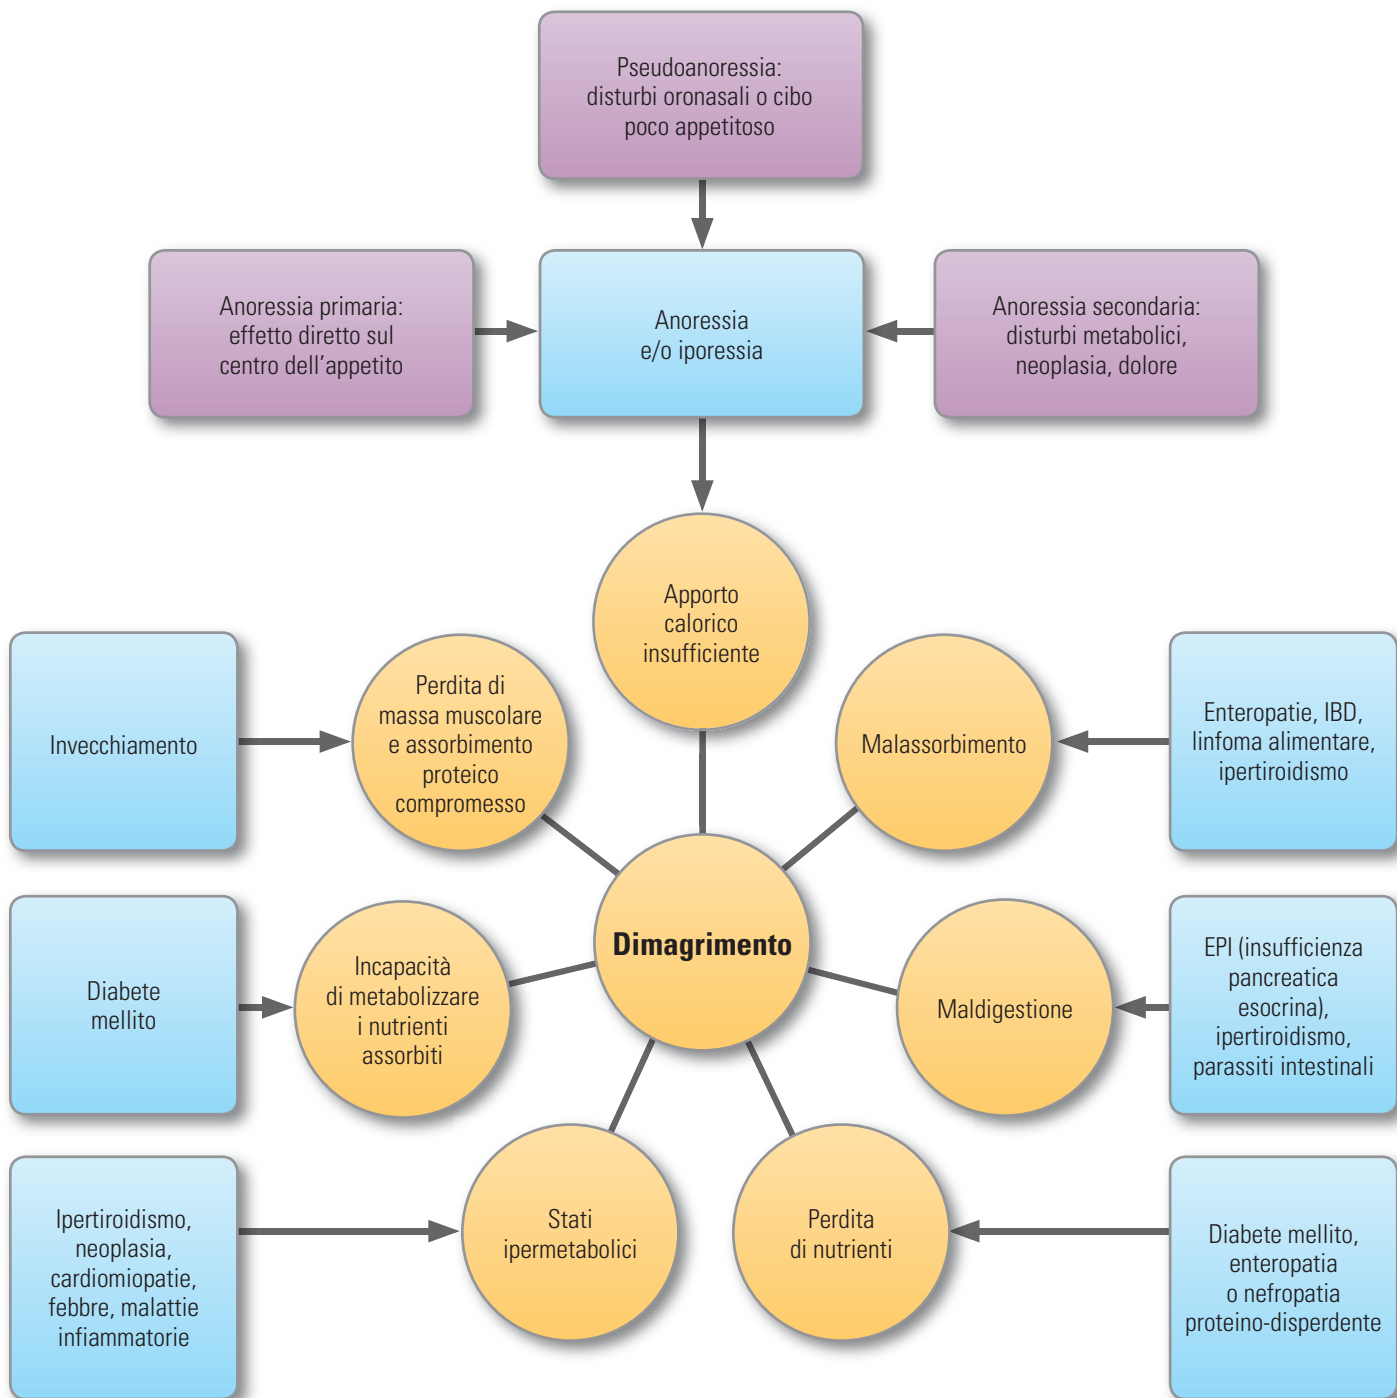 Pseudoanoressia:
disturbi oronasali o cibo
poco appetitoso
Anoressia primaria:
effetto diretto sul
centro dell'appetito
Anoressia
e/o iporessia
Anoressia secondaria:
disturbi metabolici,
neoplasia, dolore
Apporto
calorico
insufficiente
Invecchiamento
Perdita di
massa muscolare
e assorbimento
proteico
compromesso
Malassorbimento
Enteropatie, IBD,
linfoma alimentare,
ipertiroidismo
Dimagrimento
Diabete
mellito
Incapacità
di metabolizzare
i nutrienti
assorbiti
Maldigestione
EPI (insufficienza
pancreatica
esocrina),
ipertiroidismo,
parassiti intestinali
Ipertiroidismo,
neoplasia,
cardiomiopatie,
febbre, malattie
infiammatorie
Stati
ipermetabolici
Perdita
di nutrienti
Diabete mellito,
enteropatia
o nefropatia
proteino-disperdente